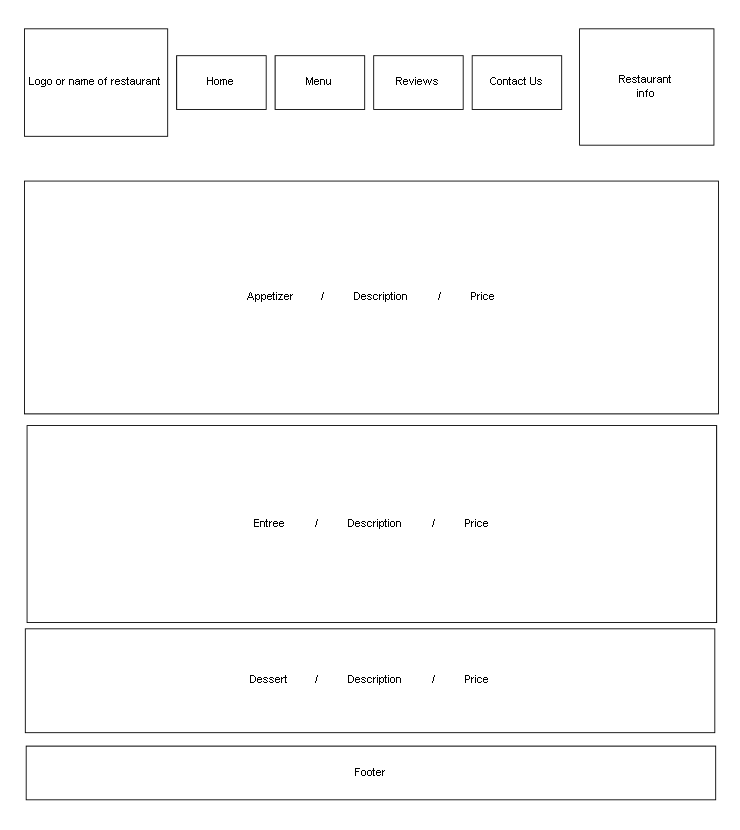 Logo or name of restaurant
Home
Menu
Reviews
Contact Us
Restaurant
info
Appetizer / Description / Price
Entree / Description / Price
Dessert / Description / Price
Footer